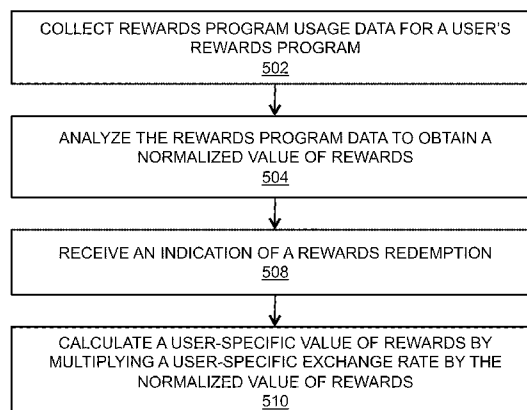 COLLECT REWARDS PROGRAM USAGE DATA FOR A USER'S
REWARDS PROGRAM
502
ANALYZE THE REWARDS PROGRAM DATA TO OBTAIN A
NORMALIZED VALUE OF REWARDS
504
RECEIVE AN INDICATION OF A REWARDS REDEMPTION
508
CALCULATE A USER-SPECIFIC VALUE OF REWARDS BY
MULTIPLYING A USER-SPECIFIC EXCHANGE RATE BY THE
NORMALIZED VALUE OF REWARDS
510